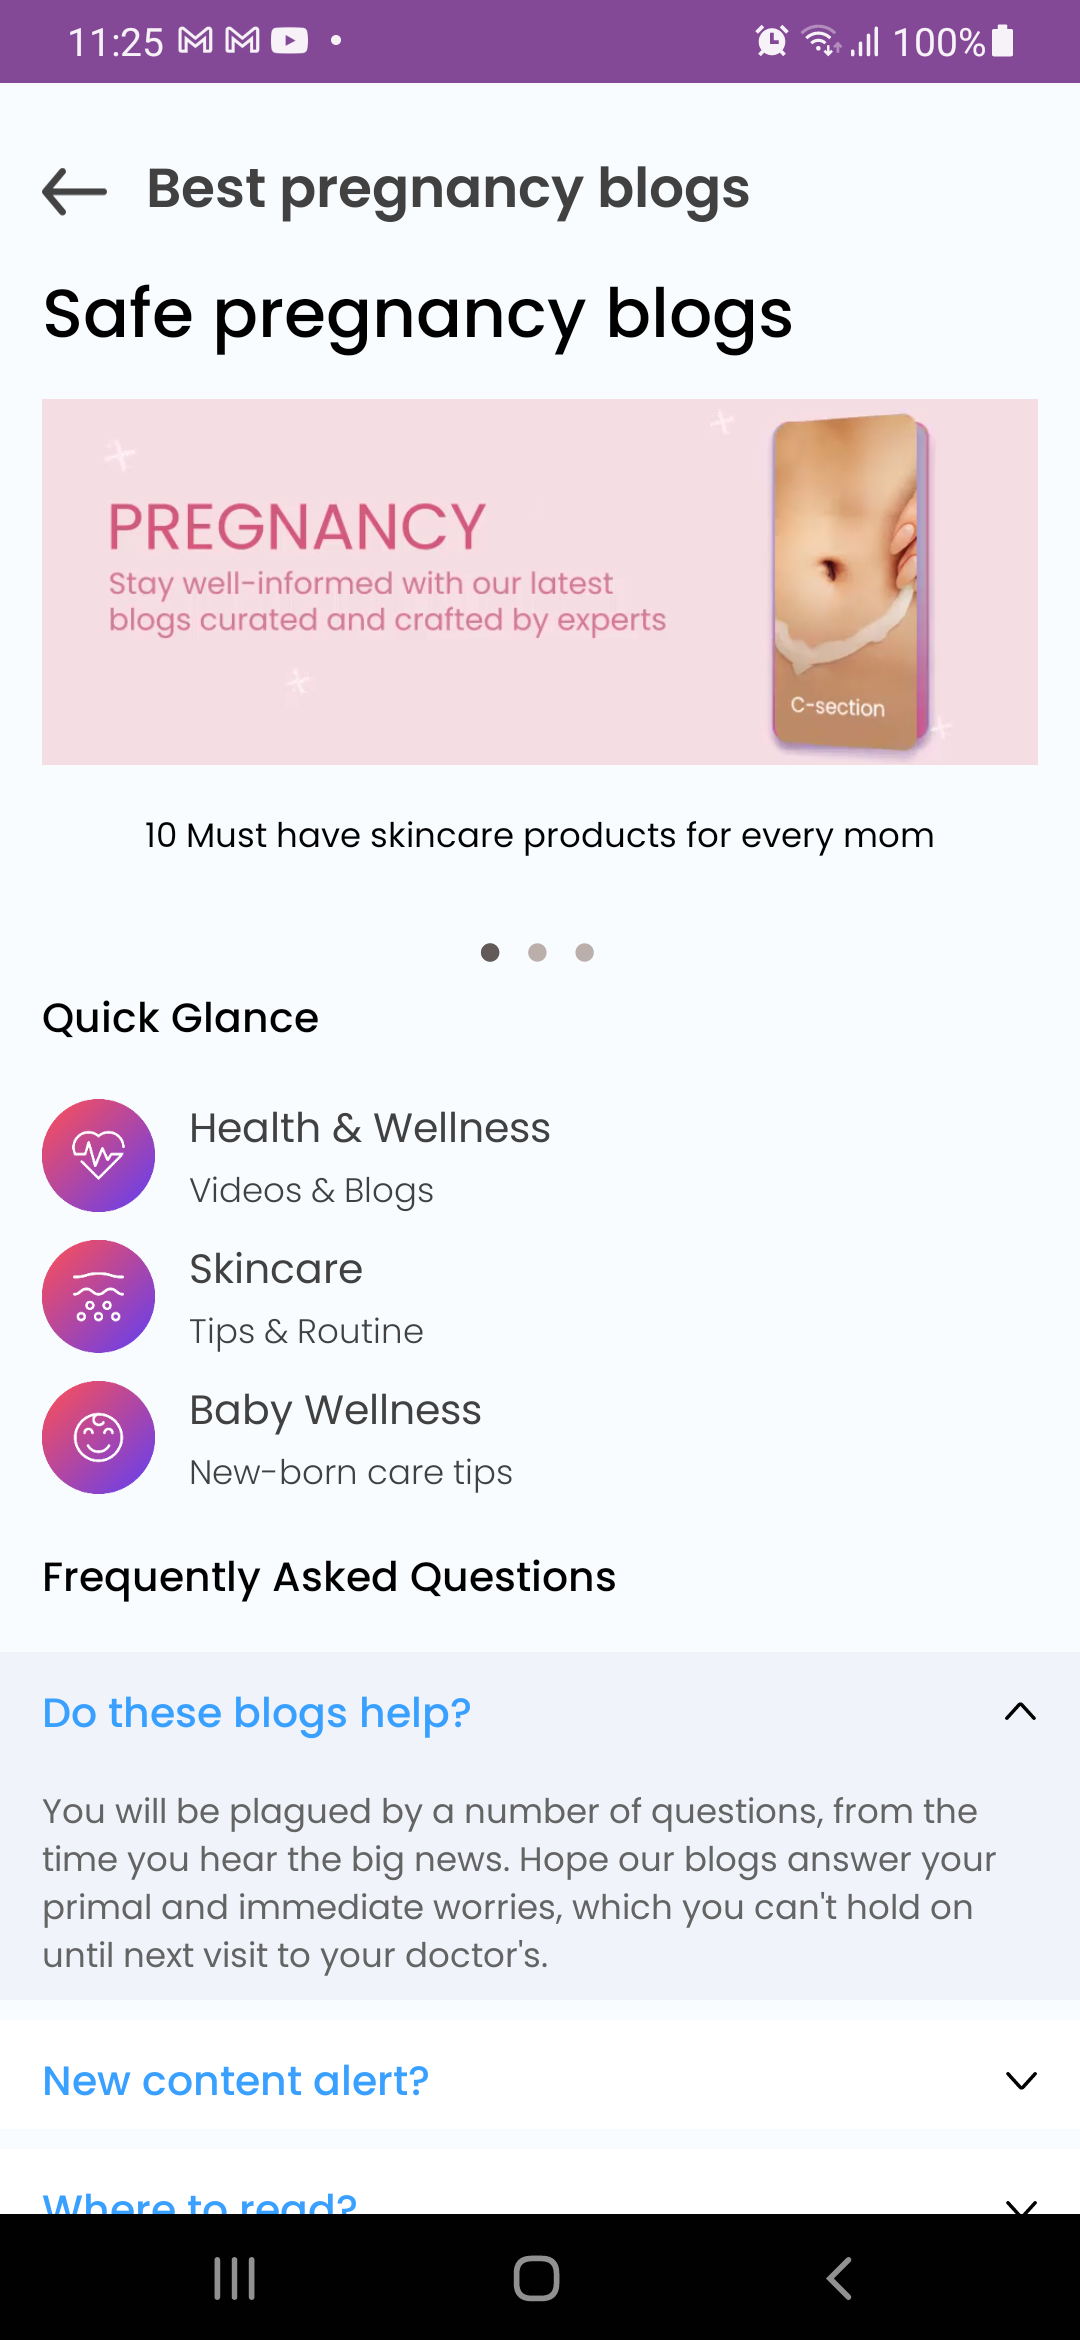 11:25
100%
Best pregnancy blogs
Safe pregnancy blogs
PREGNANCY
Stay well-informed with our latest
blogs curated and crafted by experts
C-section
10 Must have skincare products for every mom
Quick Glance
Health & Wellness
Videos & Blogs
Skincare
Tips & Routine
Baby Wellness
New-born care tips
Frequently Asked Questions
Do these blogs help?
You will be plagued by a number of questions, from the
time you hear the big news. Hope our blogs answer your
primal and immediate worries, which you can't hold on
until next visit to your doctor's.
New content alert?
Where to read?